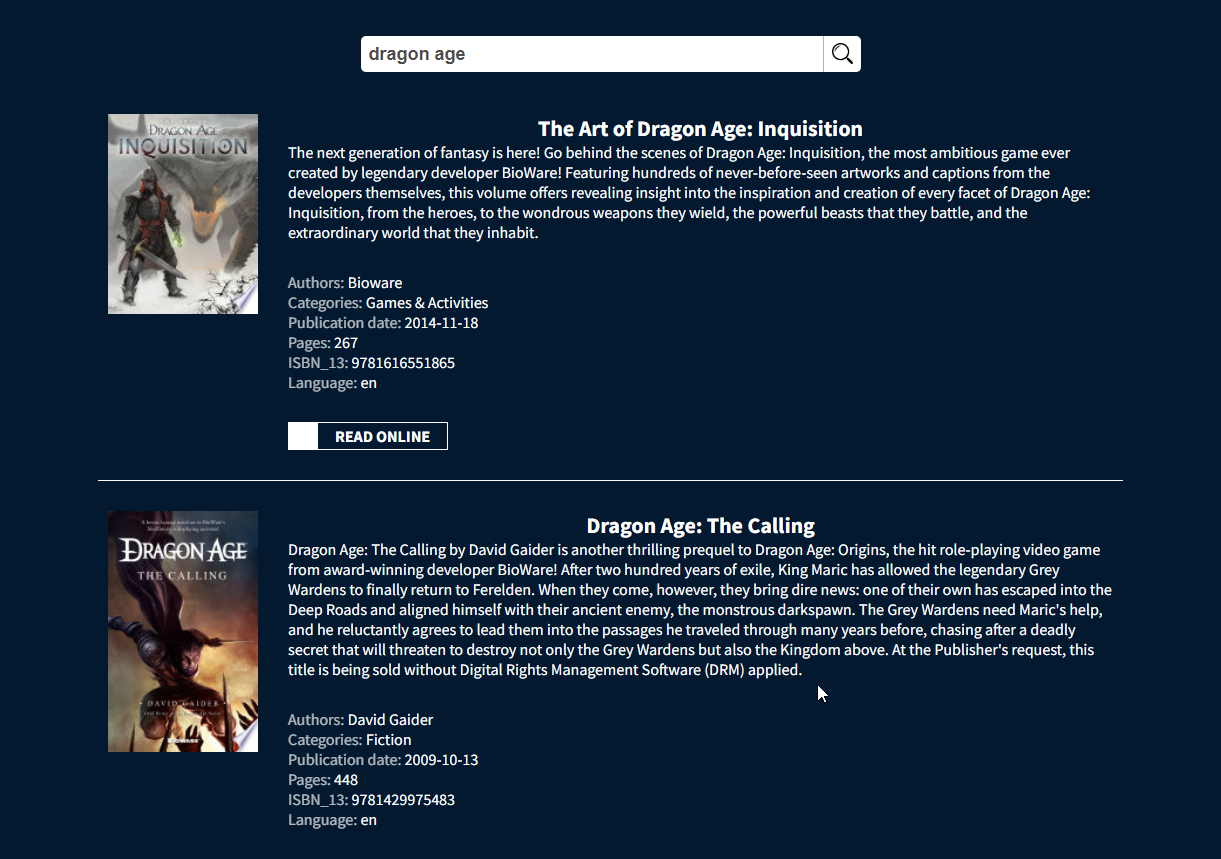 dragon age
DRAGON AGE
INQUISITION
The Art of Dragon Age: Inquisition
The next generation of fantasy is here! Go behind the scenes of Dragon Age: Inquisition, the most ambitious game ever
created by legendary developer BioWare! Featuring hundreds of never-before-seen artworks and captions from the
developers themselves, this volume offers revealing insight into the inspiration and creation of every facet of Dragon Age:
Inquisition, from the heroes, to the wondrous weapons they wield, the powerful beasts that they battle, and the
extraordinary world that they inhabit.
Authors: Bioware
Categories: Games & Activities
Publication date: 2014-11-18
Pages: 267
ISBN_13: 9781616551865
Language: en
READ ONLINE
DRAGON AGE
THE CALLING
DAVID GAIDER
Dragon Age: The Calling
Dragon Age: The Calling by David Gaider is another thrilling prequel to Dragon Age: Origins, the hit role-playing video game
from award-winning developer BioWare! After two hundred years of exile, King Maric has allowed the legendary Grey
Wardens to finally return to Ferelden. When they come, however, they bring dire news: one of their own has escaped into the
Deep Roads and aligned himself with their ancient enemy, the monstrous darkspawn. The Grey Wardens need Maric's help,
and he reluctantly agrees to lead them into the passages he traveled through many years before, chasing after a deadly
secret that will threaten to destroy not only the Grey Wardens but also the Kingdom above. At the Publisher's request, this
title is being sold without Digital Rights Management Software (DRM) applied.
Authors: David Gaider
Categories: Fiction
Publication date: 2009-10-13
Pages: 448
ISBN_13: 9781429975483
Language: en